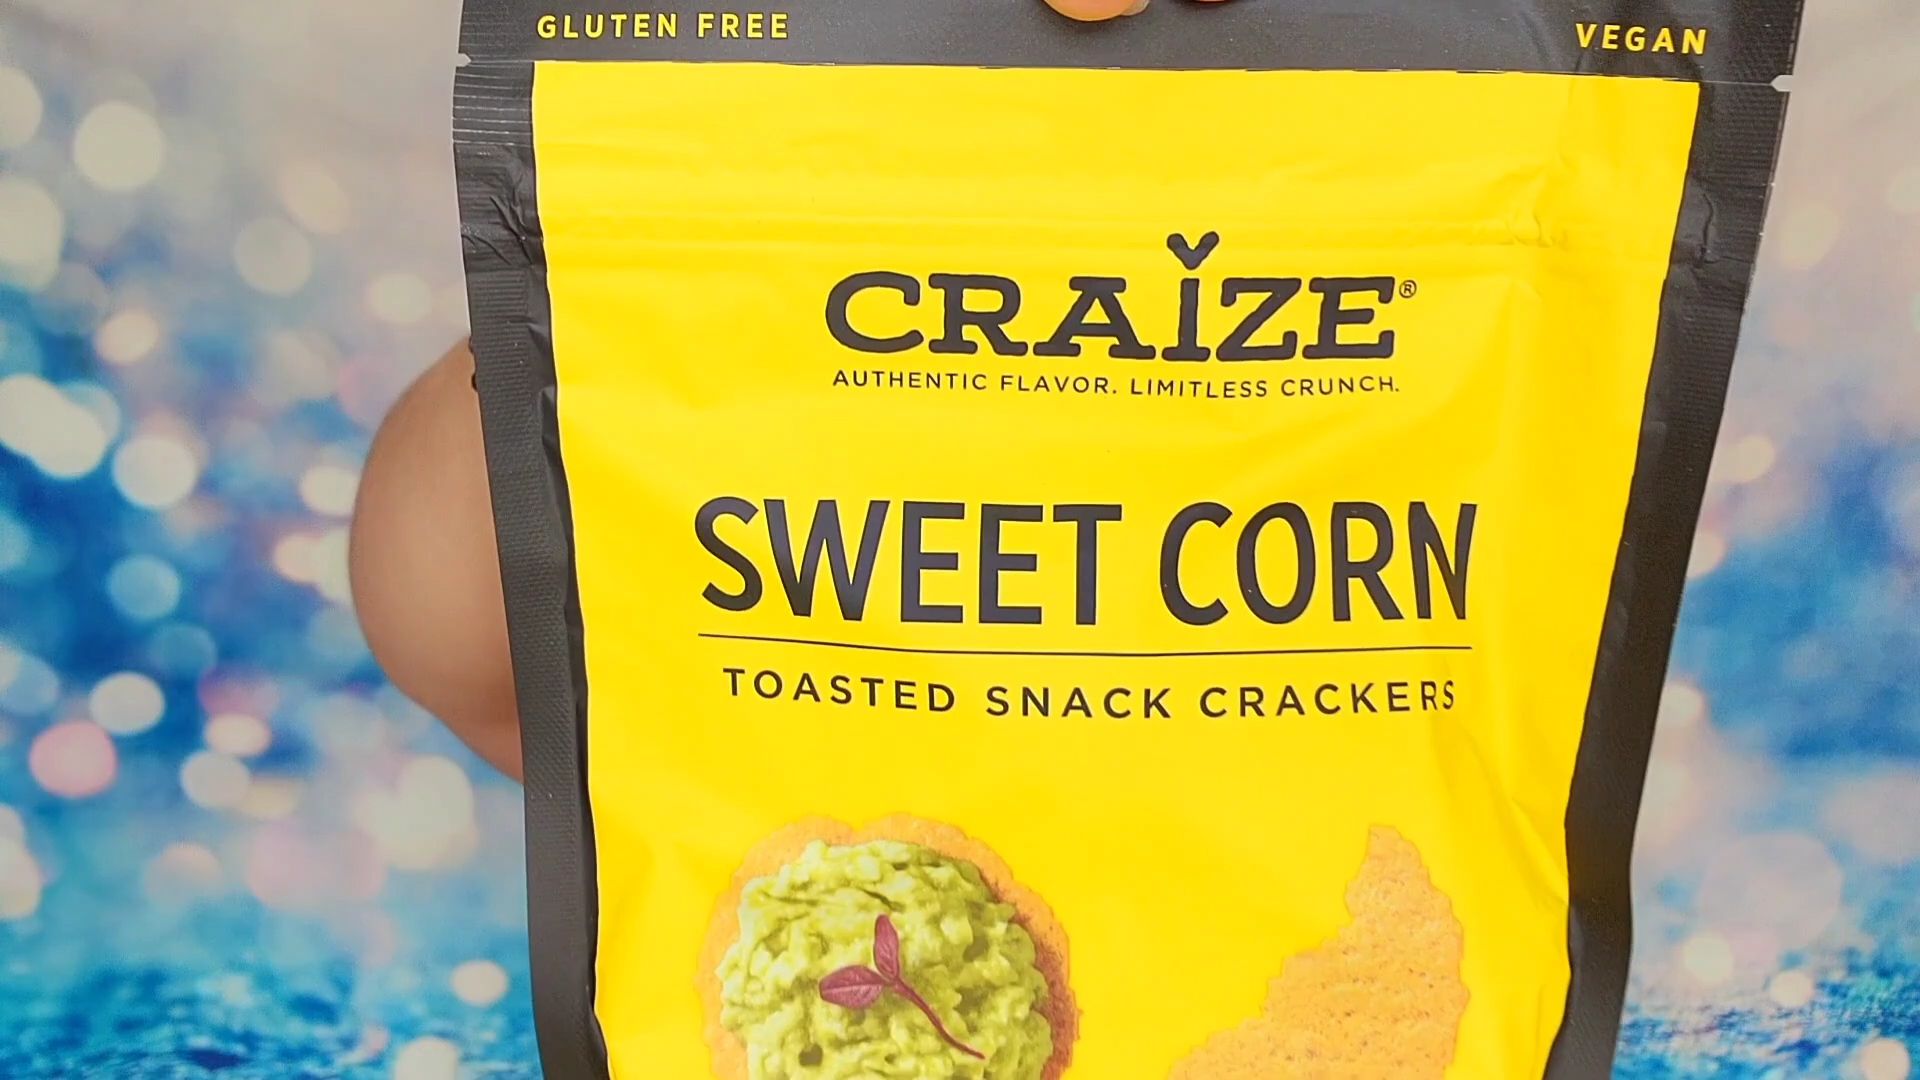 GLUTEN FREE
VEGAN
CRAIZE®
AUTHENTIC FLAVOR. LIMITLESS CRUNCH.
SWEET CORN
TOASTED SNACK CRACKERS